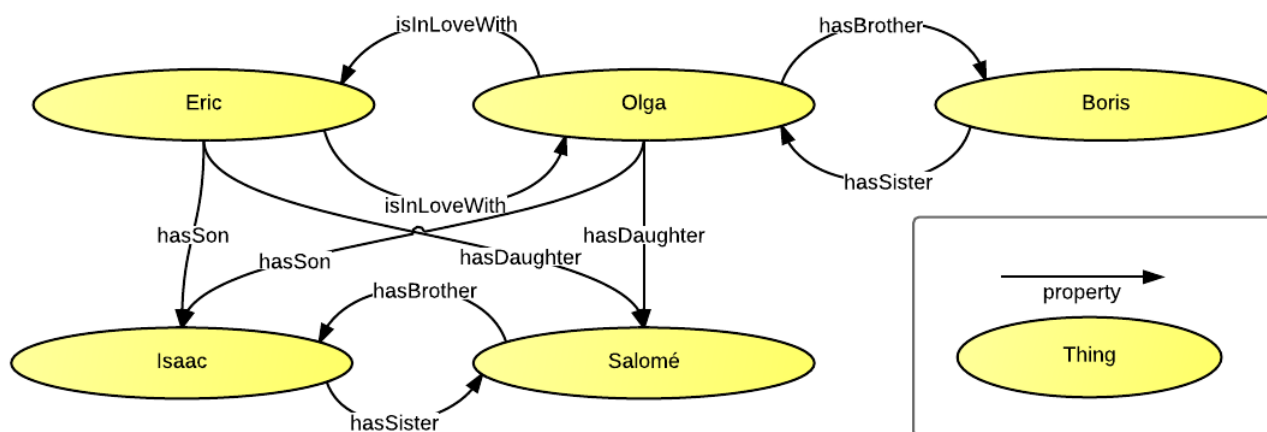 isInLoveWith
hasBrother
Eric
Olga
Boris
hasSister
isInLoveWith
hasSon
hasDaughter
hasSon
hasDaughter
hasBrother
property
Isaac
Salomé
Thing
hasSister